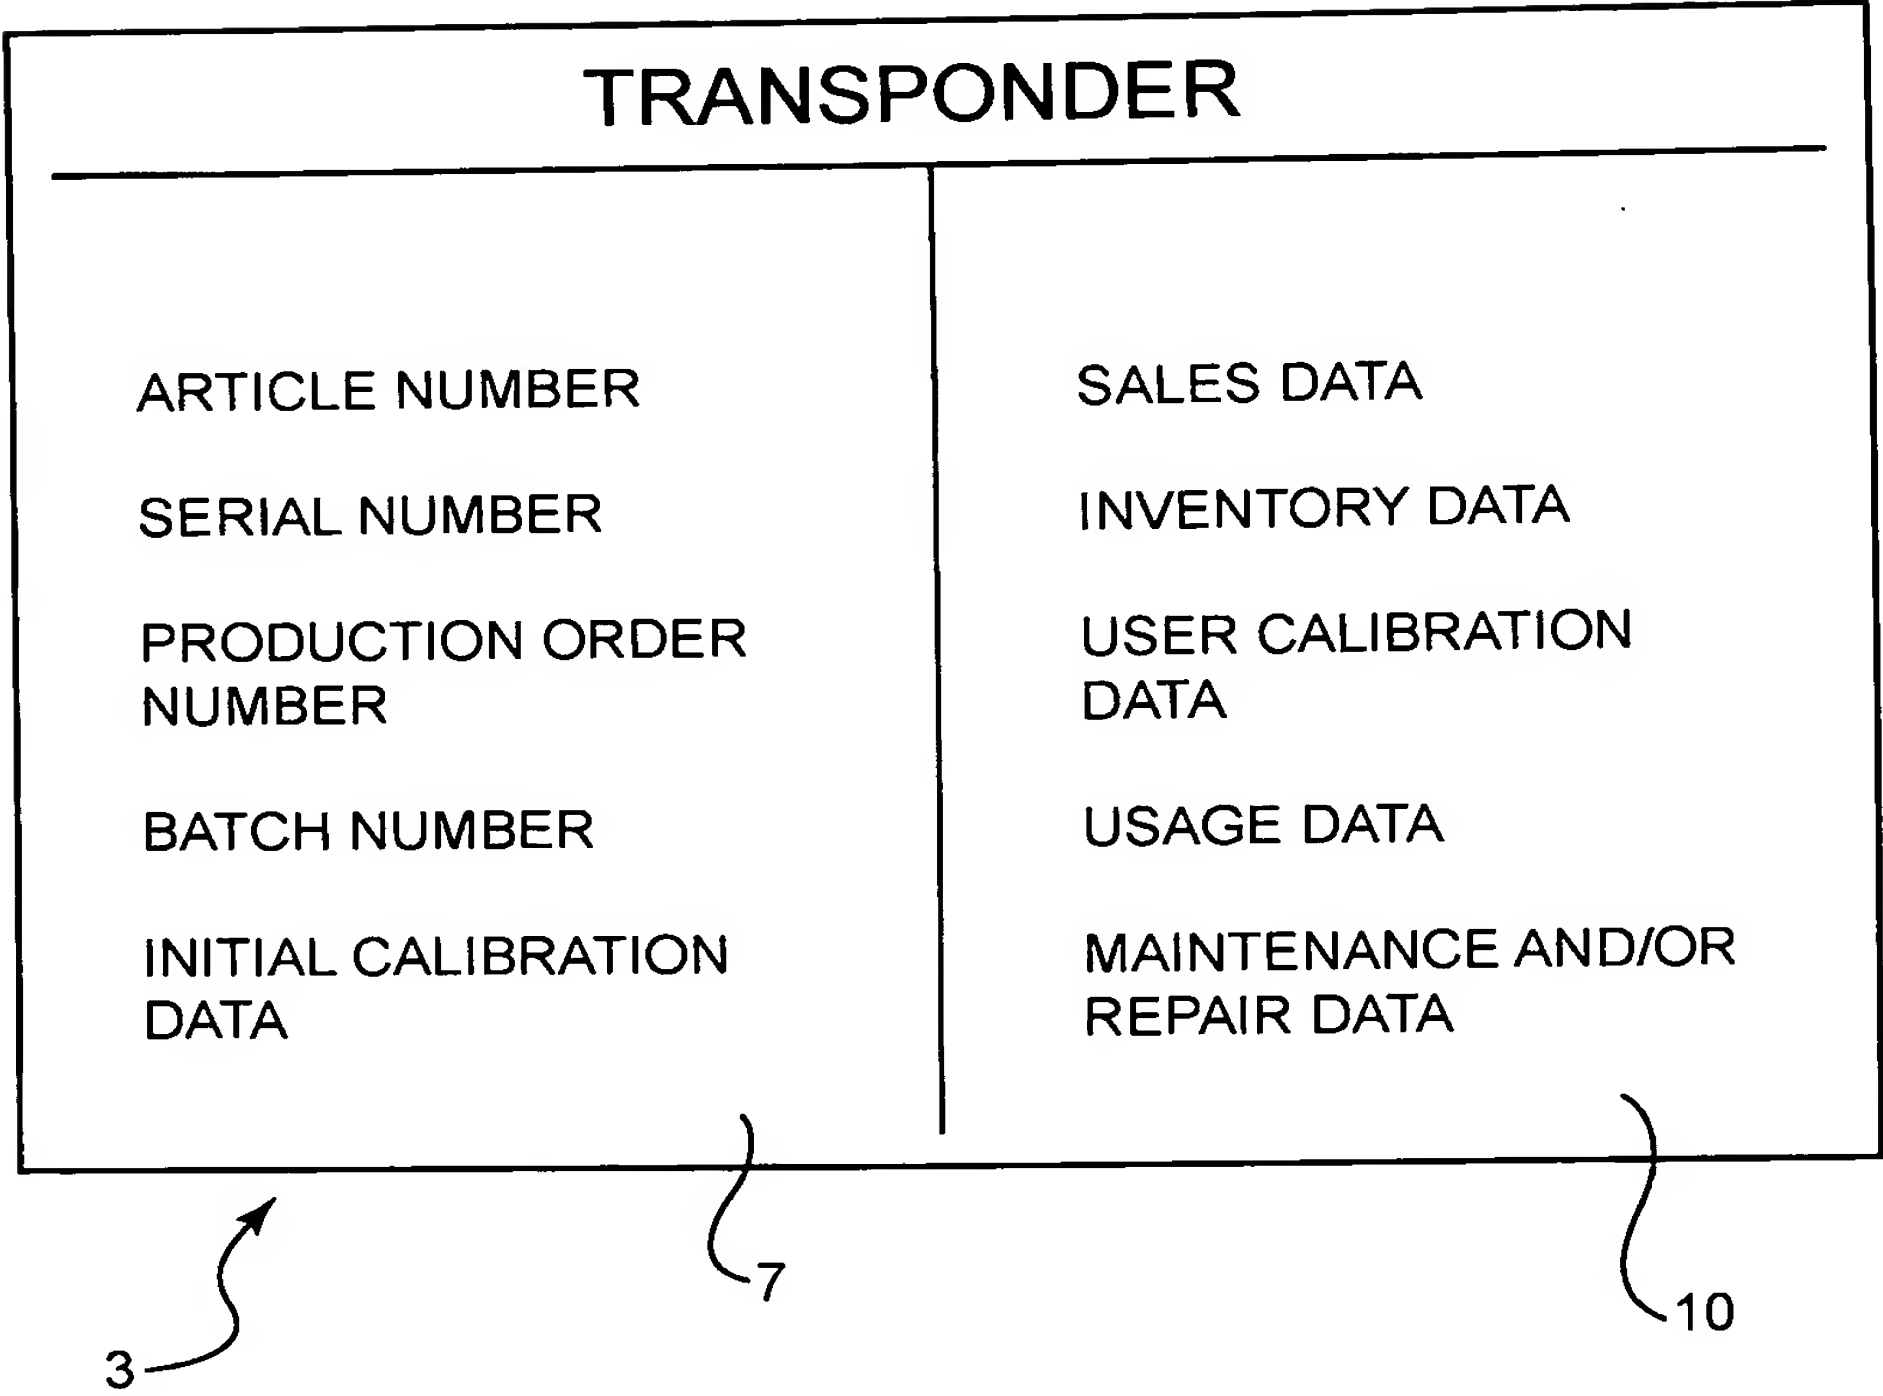 TRANSPONDER
ARTICLE NUMBER
SERIAL NUMBER
PRODUCTION ORDER
NUMBER
BATCH NUMBER
INITIAL CALIBRATION
DATA
SALES DATA
INVENTORY DATA
USER CALIBRATION
DATA
USAGE DATA
MAINTENANCE AND/OR
REPAIR DATA
7
10
3